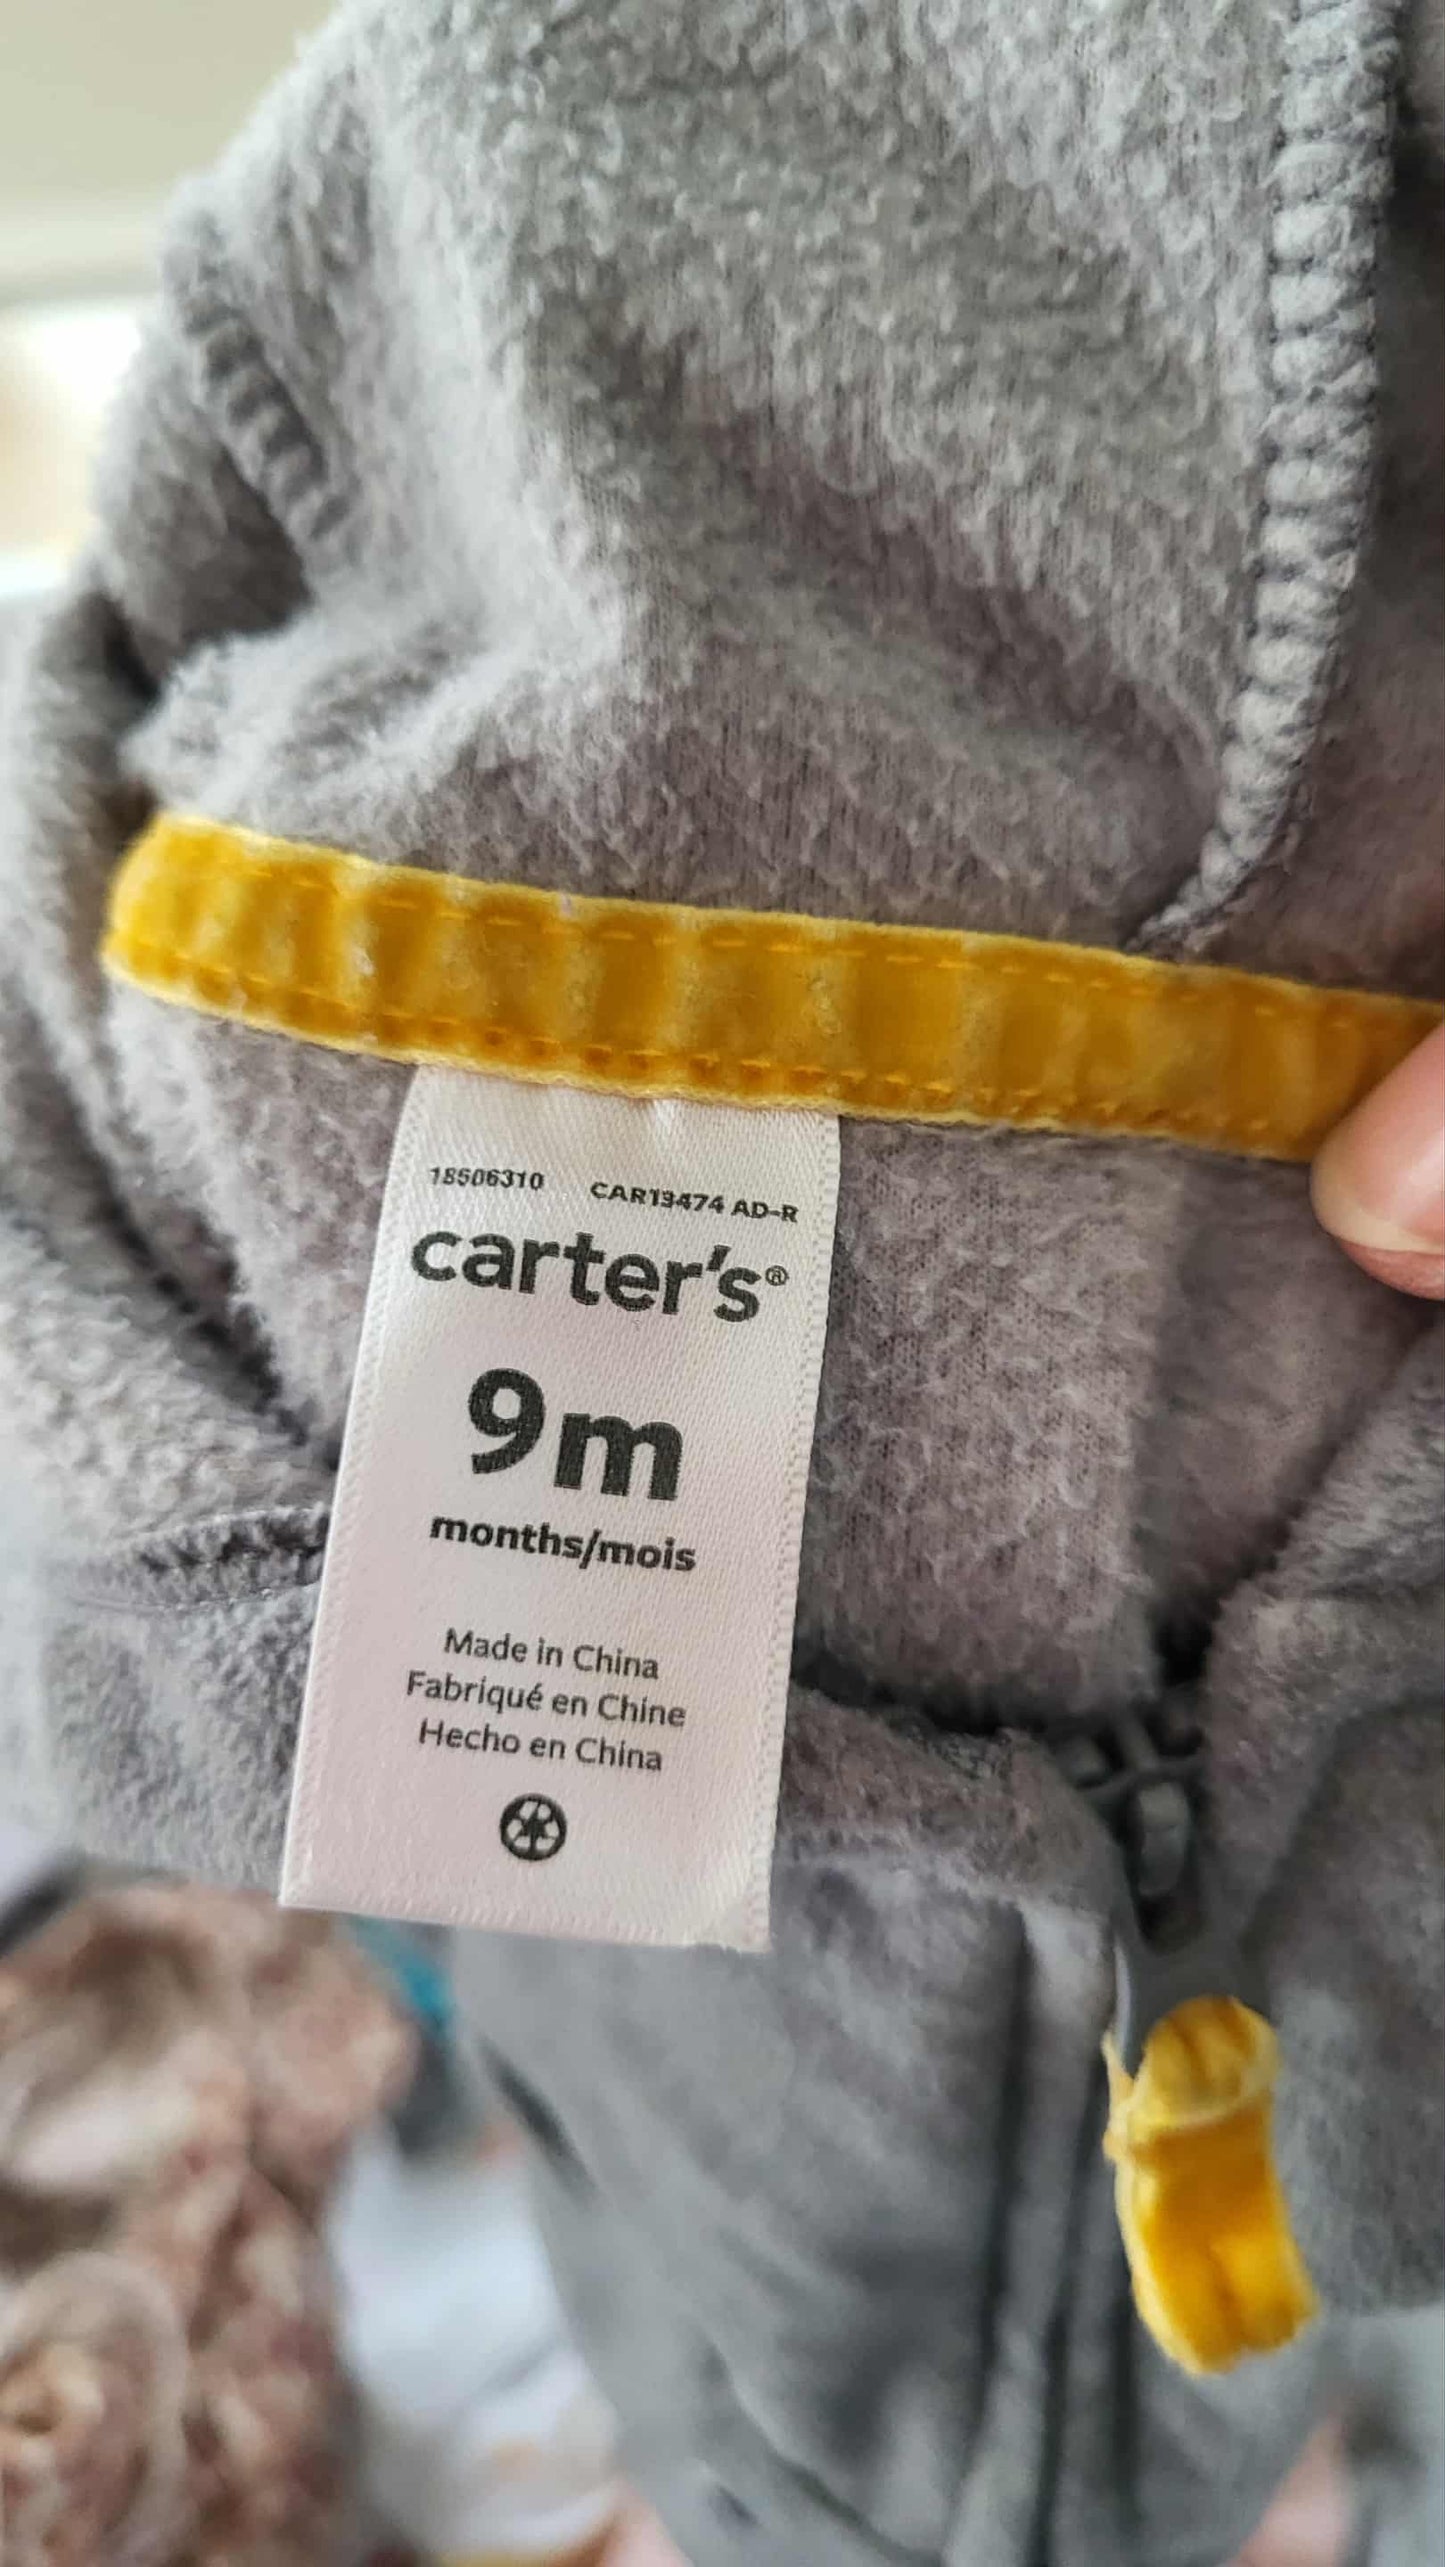 18506310 CAR13474 AD-R
carter's®
9m
months/mois
Made in China
Fabriqué en Chine
Hecho en China